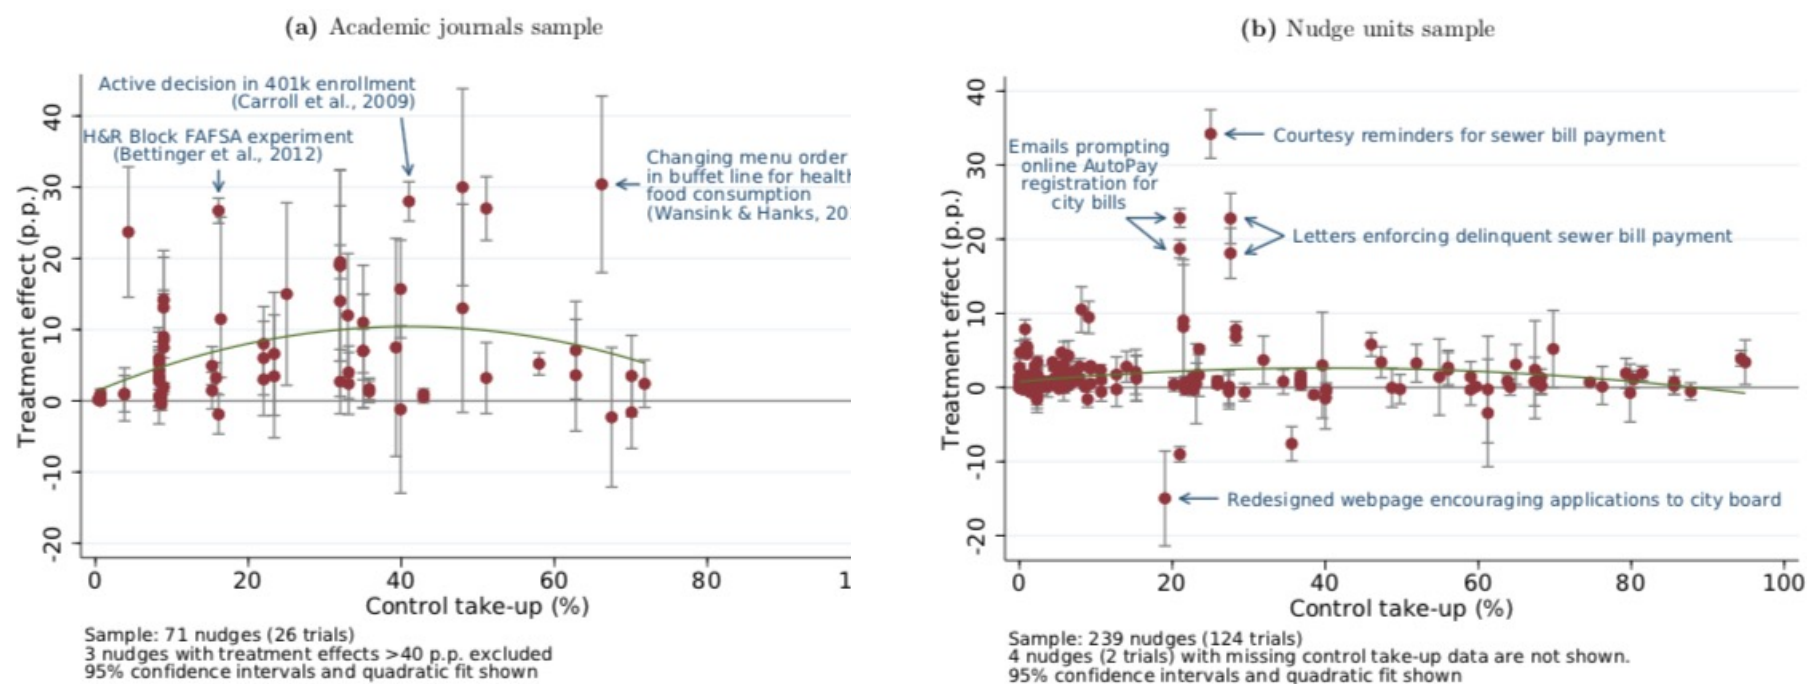 (a) Academic journals sample
Active decision in 401k enrollment
(Carroll et al., 2009)
H&R Block FAFSA experiment
(Bettinger et al., 2012)
Changing menu order
in buffet line for health
food consumption
(Wansink & Hanks, 20
Treatment effect (p.p.)
40
30
20
10
0
-10
-20
0 20 40 60 80 1
Control take-up (%)
Sample: 71 nudges (26 trials)
3 nudges with treatment effects >40 p.p. excluded
95% confidence intervals and quadratic fit shown
(b) Nudge units sample
Courtesy reminders for sewer bill payment
Emails prompting
online AutoPay
registration for
city bills
Letters enforcing delinquent sewer bill payment
Redesigned webpage encouraging applications to city board
Treatment effect (p.p.)
40
30
20
10
0
-10
-20
0 20 40 60 80 100
Control take-up (%)
Sample: 239 nudges (124 trials)
4 nudges (2 trials) with missing control take-up data are not shown.
95% confidence intervals and quadratic fit shown